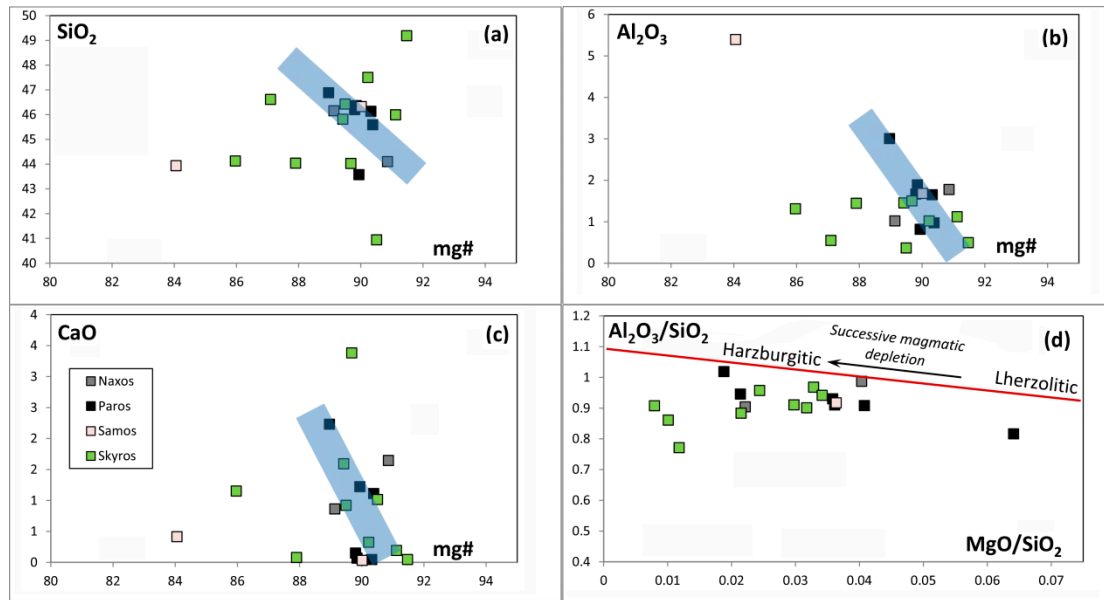 SiO₂ (a)
50
49
48
47
46
45
44
43
42
41
40
mg#
80 82 84 86 88 90 92 94
Al₂O₃ (b)
6
5
4
3
2
1
0
mg#
80 82 84 86 88 90 92 94
CaO (c)
4
4
3
3
2
2
1
1
0
Naxos
Paros
Samos
Skyros
mg#
80 82 84 86 88 90 92 94
Al₂O₃/SiO₂ (d)
1.2
1.1
1
0.9
0.8
0.7
0.6
0.5
0.4
Successive magmatic
depletion
Harzburgitic
Lherzolitic
MgO/SiO₂
0 0.01 0.02 0.03 0.04 0.05 0.06 0.07